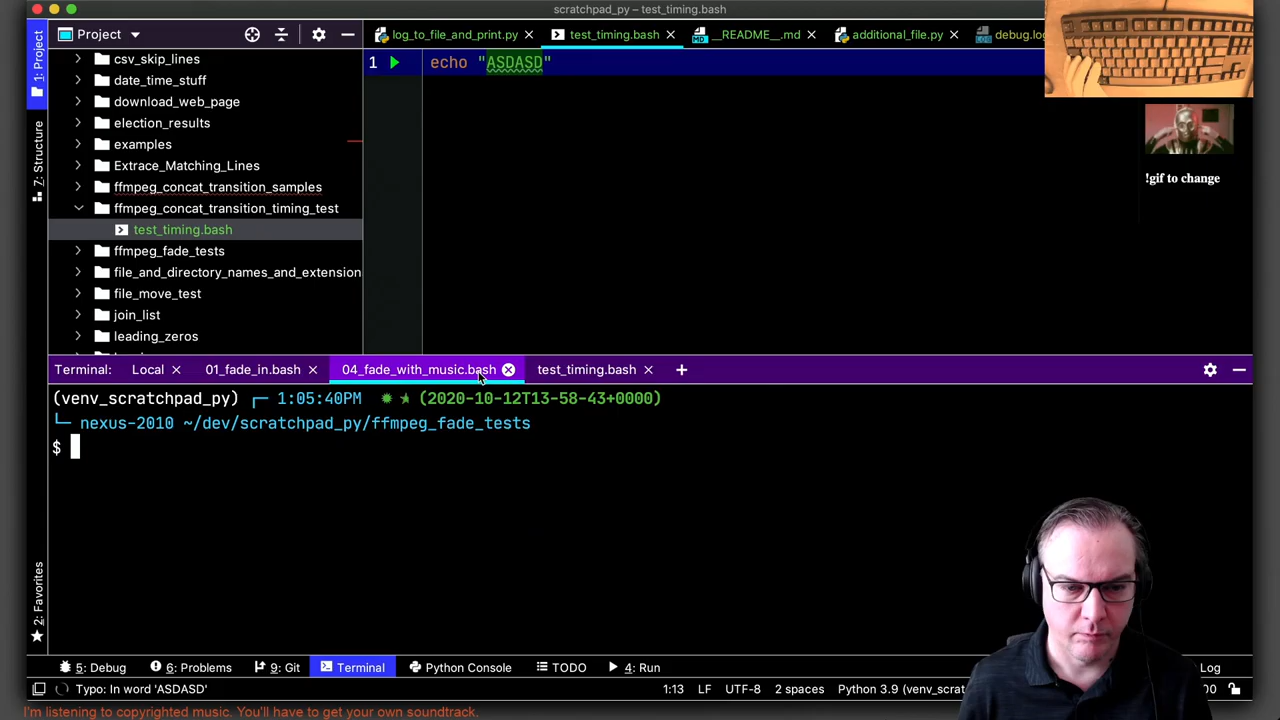 scratchpad_py – test_timing.bash
1: Project
Project
log_to_file_and_print.py
test_timing.bash
__README__.md
additional_file.py
debug.log
csv_skip_lines
date_time_stuff
download_web_page
election_results
examples
Extrace_Matching_Lines
ffmpeg_concat_transition_samples
ffmpeg_concat_transition_timing_test
test_timing.bash
ffmpeg_fade_tests
file_and_directory_names_and_extension
file_move_test
join_list
leading_zeros
7: Structure
1 echo "ASDASD"
!gif to change
Terminal: Local 01_fade_in.bash 04_fade_with_music.bash test_timing.bash +
(venv_scratchpad_py) 1:05:40PM (2020-10-12T13-58-43+0000)
nexus-2010 ~/dev/scratchpad_py/ffmpeg_fade_tests
$
2: Favorites
5: Debug 6: Problems 9: Git Terminal Python Console TODO 4: Run Log
Typo: In word 'ASDASD' 1:13 LF UTF-8 2 spaces Python 3.9 (venv_scrat 00
I'm listening to copyrighted music. You'll have to get your own soundtrack.